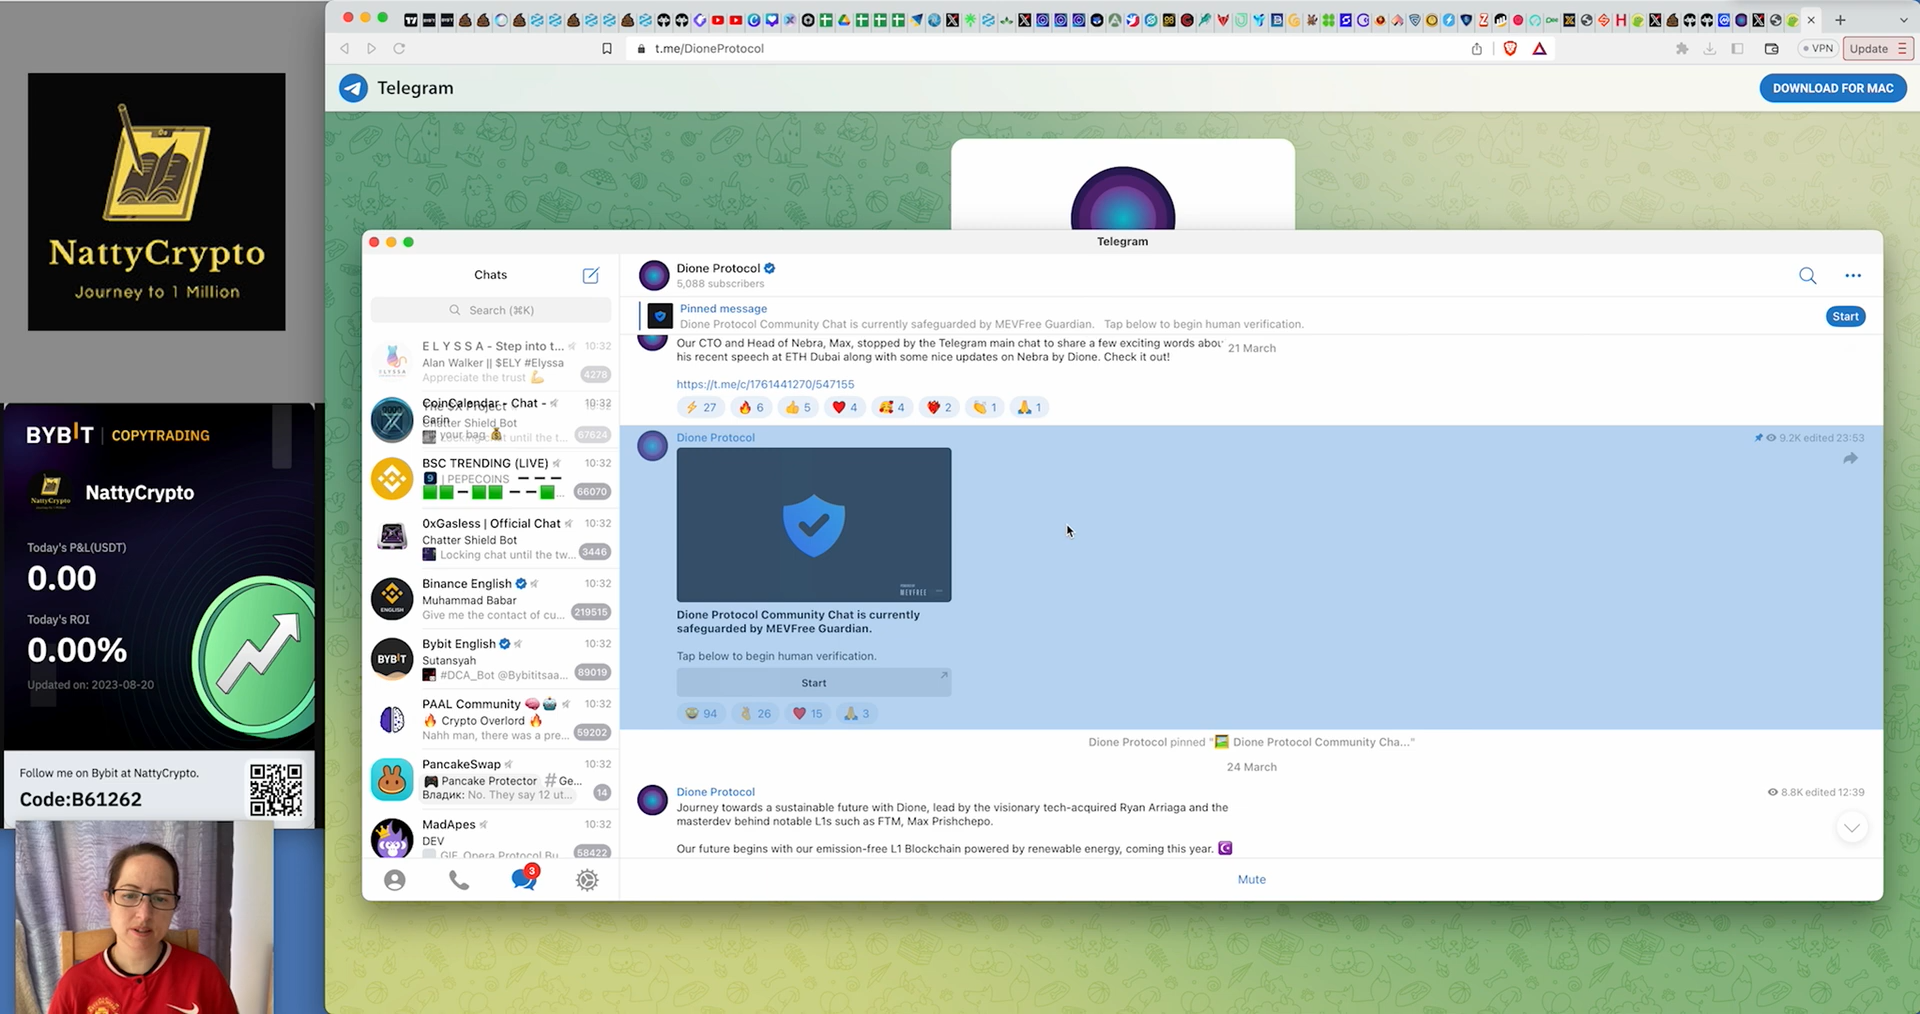 NattyCrypto
Journey to 1 Million
BYBIT | COPYTRADING
NattyCrypto
Today's P&L(USDT)
0.00
Today's ROI
0.00%
Updated on: 2023-08-20
Follow me on Bybit at NattyCrypto.
Code:B61262
t.me/DioneProtocol
VPN
Update
Telegram
DOWNLOAD FOR MAC
Telegram
Chats
Search (⌘K)
E L Y S S A - Step into t... 10:32
Alan Walker || $ELY #Elyssa
Appreciate the trust 💪 4278
CoinCalendar - Chat - 10:32
Carin
Chatter Shield Bot
your bag 💰 67624
BSC TRENDING (LIVE) 10:32
9 | PEPECOINS
66070
0xGasless | Official Chat 10:32
Chatter Shield Bot
Locking chat until the tw... 3446
Binance English 10:32
Muhammad Babar
Give me the contact of cu... 219515
Bybit English 10:32
Sutansyah
#DCA_Bot @Bybititsaa... 89019
PAAL Community 🧠🤖 10:32
🔥 Crypto Overlord 🔥
Nahh man, there was a pre... 59202
PancakeSwap 10:32
🎮 Pancake Protector # Ge...
Владик: No. They say 12 ut... 14
MadApes 10:32
DEV
GIF, Opera Protocol Bu 58422
3
Dione Protocol
5,088 subscribers
Pinned message
Dione Protocol Community Chat is currently safeguarded by MEVFree Guardian. Tap below to begin human verification.
Start
21 March
Our CTO and Head of Nebra, Max, stopped by the Telegram main chat to share a few exciting words abou
his recent speech at ETH Dubai along with some nice updates on Nebra by Dione. Check it out!
https://t.me/c/1761441270/547155
⚡ 27 🔥 6 👍 5 ❤️ 4 🥰 4 ❤️‍🔥 2 👏 1 🙏 1
Dione Protocol
9.2K edited 23:53
MEVFREE
Dione Protocol Community Chat is currently
safeguarded by MEVFree Guardian.
Tap below to begin human verification.
Start
94 26 ❤️ 15 🙏 3
Dione Protocol pinned "🖼 Dione Protocol Community Cha..."
24 March
Dione Protocol
8.8K edited 12:39
Journey towards a sustainable future with Dione, lead by the visionary tech-acquired Ryan Arriaga and the
masterdev behind notable L1s such as FTM, Max Prishchepo.
Our future begins with our emission-free L1 Blockchain powered by renewable energy, coming this year. ☪️
Mute